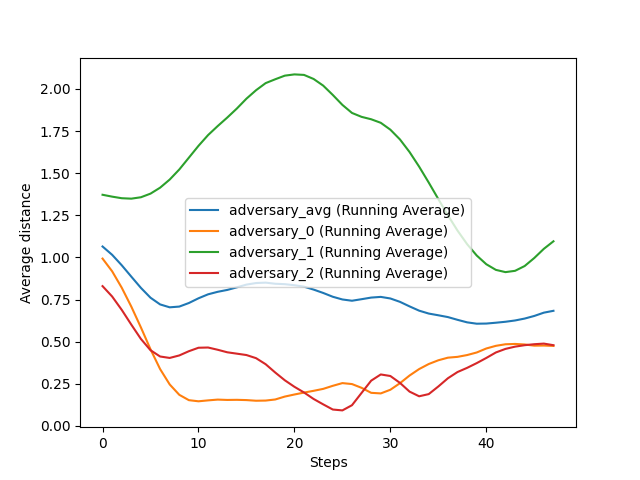 2.00
1.75
1.50
1.25
1.00
0.75
0.50
0.25
0.00
Average distance
adversary_avg (Running Average)
adversary_0 (Running Average)
adversary_1 (Running Average)
adversary_2 (Running Average)
0 10 20 30 40
Steps